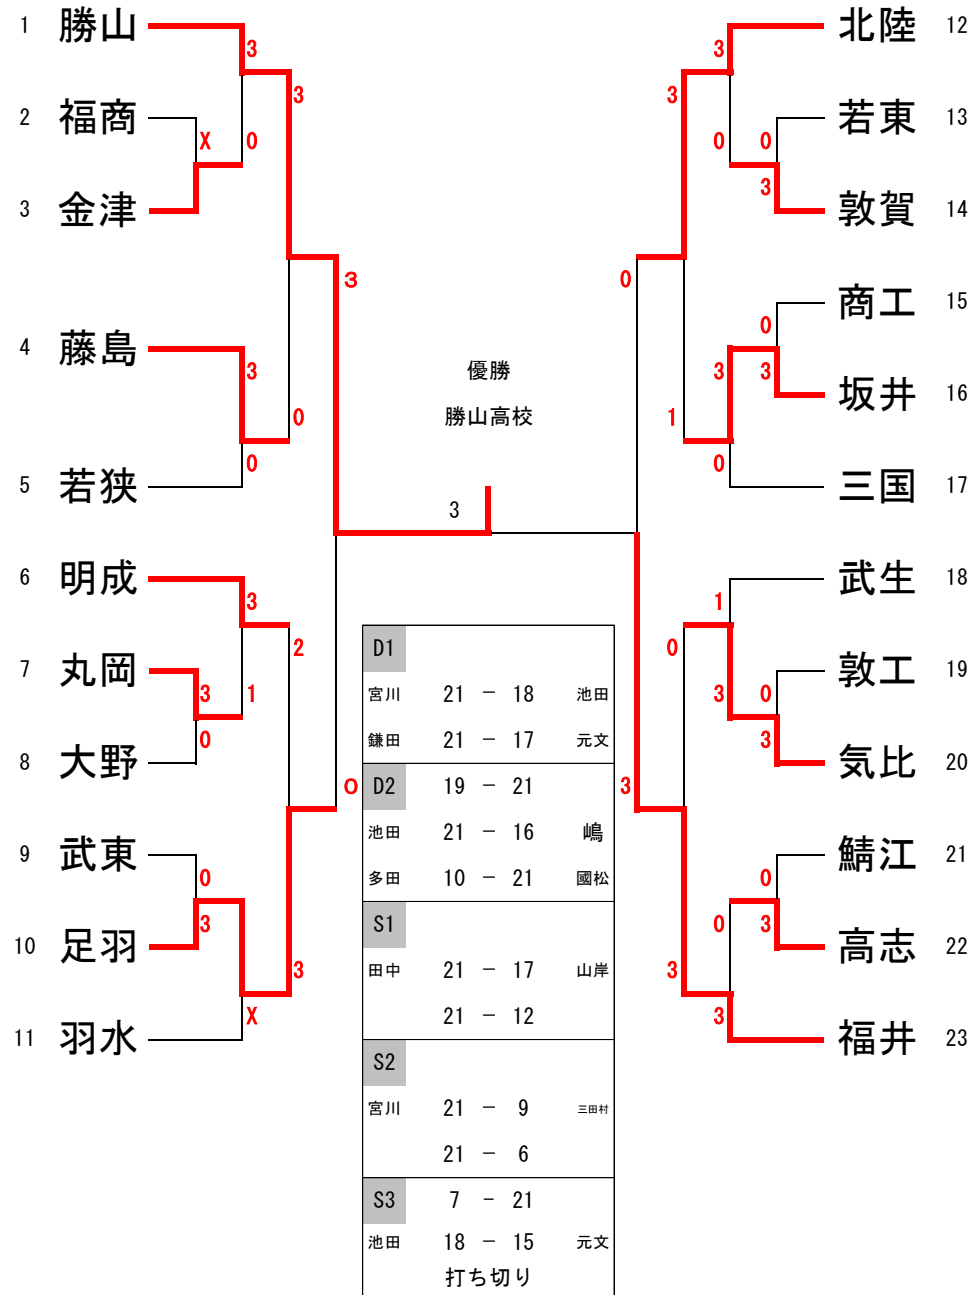 1 勝山
3
3
2 福商
X 0
3 金津
3
4 藤島
3
0
0
5 若狭
6 明成
3
2
7 丸岡
3 1
0
8 大野
0
9 武東
0
3
10 足羽
3
X
11 羽水
優勝
勝山高校
3
北陸 12
3
3
若東 13
0 0
3
敦賀 14
0
商工 15
0
3 3
坂井 16
1
0
三国 17
武生 18
1
0
敦工 19
3 0
3
気比 20
3
鯖江 21
0
0 3
高志 22
3
3
福井 23
D1
宮川 21 － 18 池田
鎌田 21 － 17 元文
D2 19 － 21
池田 21 － 16 嶋
多田 10 － 21 國松
S1
田中 21 － 17 山岸
21 － 12
S2
宮川 21 － 9 三田村
21 － 6
S3 7 － 21
池田 18 － 15 元文
打ち切り